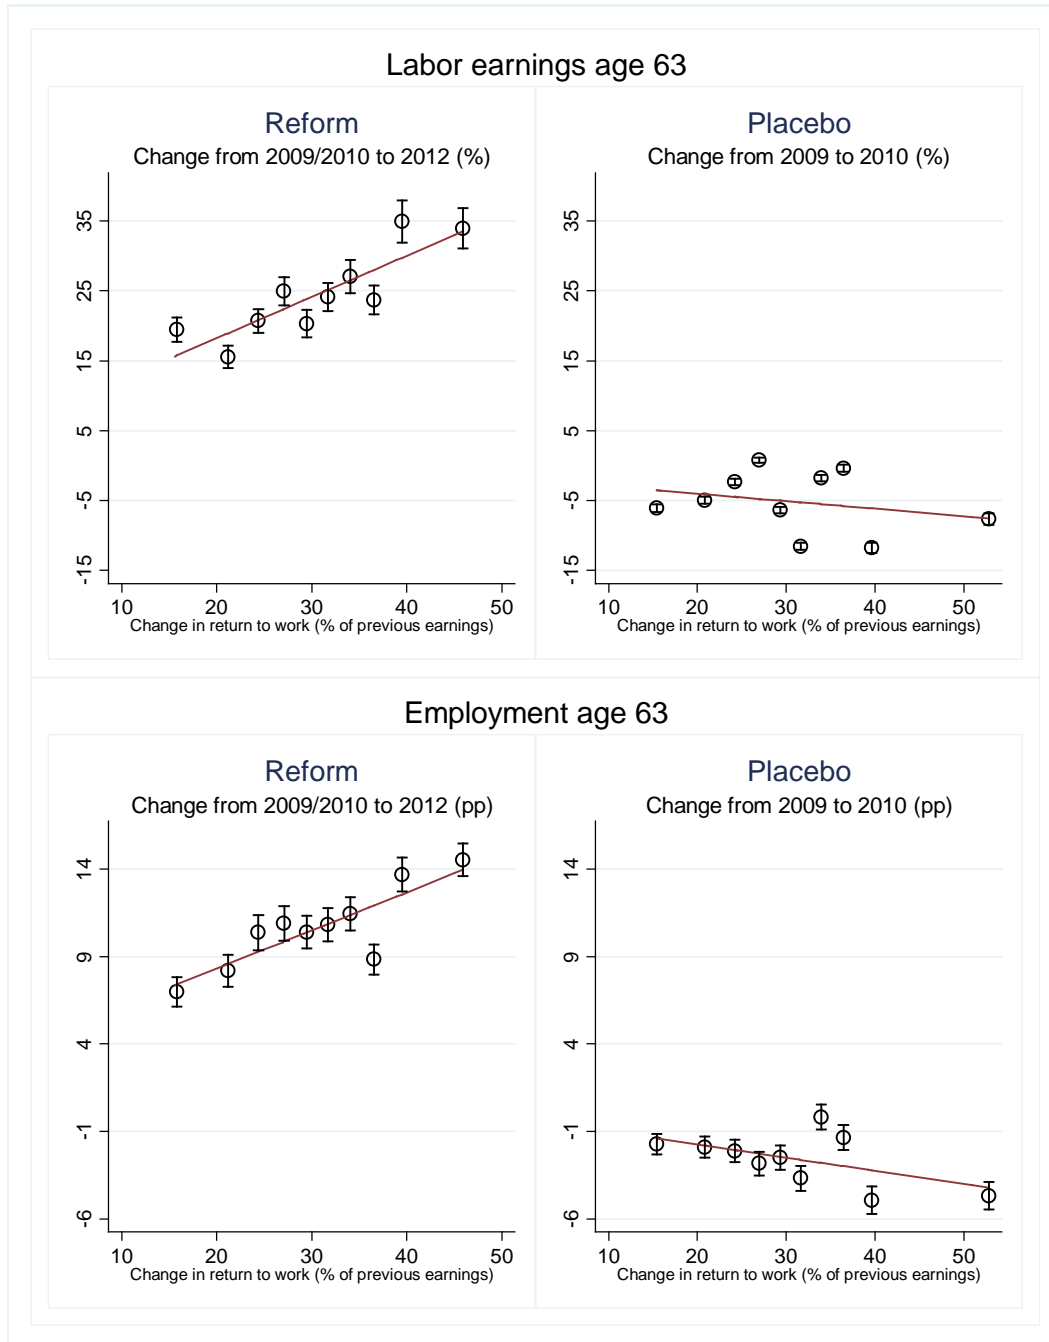 Labor earnings age 63
Reform
Change from 2009/2010 to 2012 (%)
35
25
15
5
-5
-15
10 20 30 40 50
Change in return to work (% of previous earnings)
Placebo
Change from 2009 to 2010 (%)
35
25
15
5
-5
-15
10 20 30 40 50
Change in return to work (% of previous earnings)
Employment age 63
Reform
Change from 2009/2010 to 2012 (pp)
14
9
4
-1
-6
10 20 30 40 50
Change in return to work (% of previous earnings)
Placebo
Change from 2009 to 2010 (pp)
14
9
4
-1
-6
10 20 30 40 50
Change in return to work (% of previous earnings)